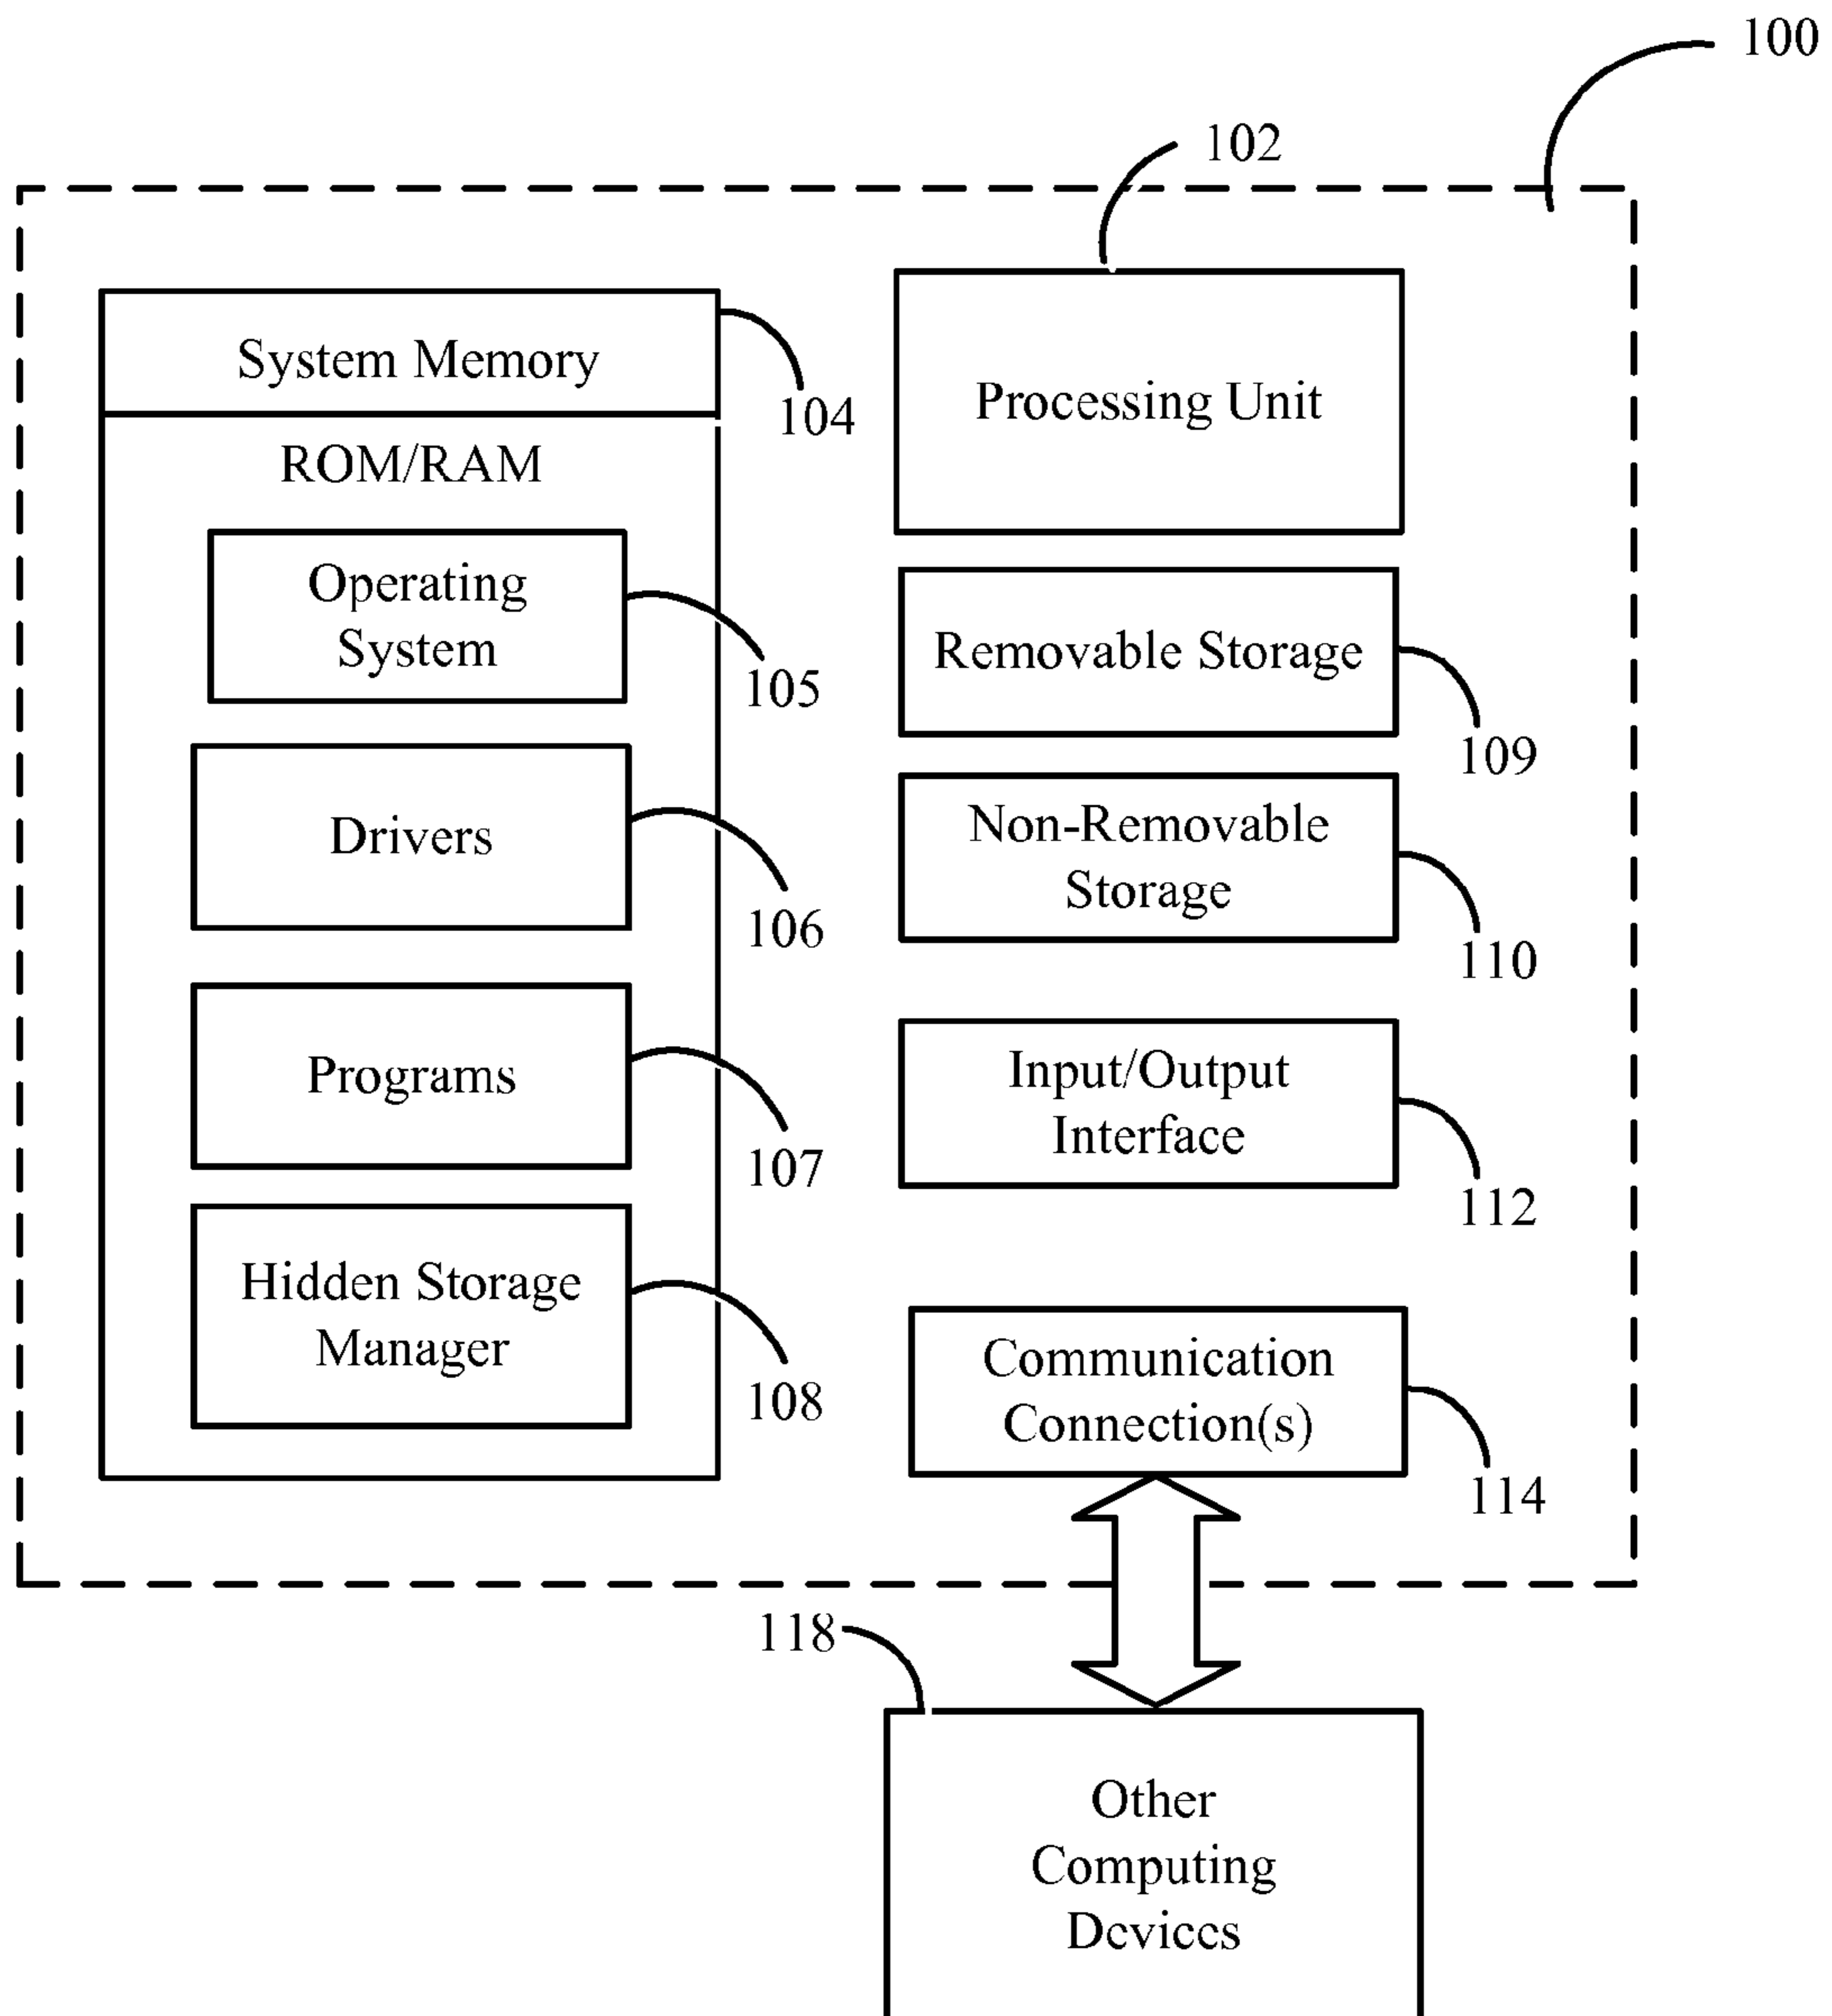 100
102
System Memory
104
ROM/RAM
Operating
System
105
Drivers
106
Programs
107
Hidden Storage
Manager
108
Processing Unit
Removable Storage
109
Non-Removable
Storage
110
Input/Output
Interface
112
Communication
Connection(s)
114
118
Other
Computing
Devices